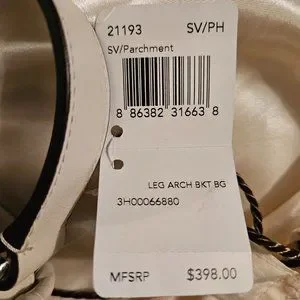 21193 SV/PH
SV/Parchment
8 86382 31663 8
LEG ARCH BKT BG
3H00066880
MFSRP $398.00